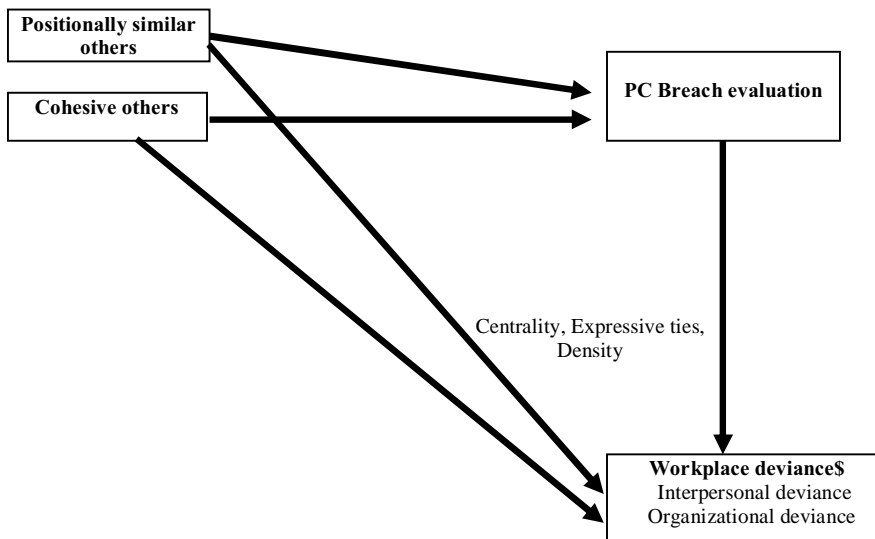 Positionally similar
others
PC Breach evaluation
Cohesive others
Centrality, Expressive ties,
Density
Workplace deviance$
Interpersonal deviance
Organizational deviance